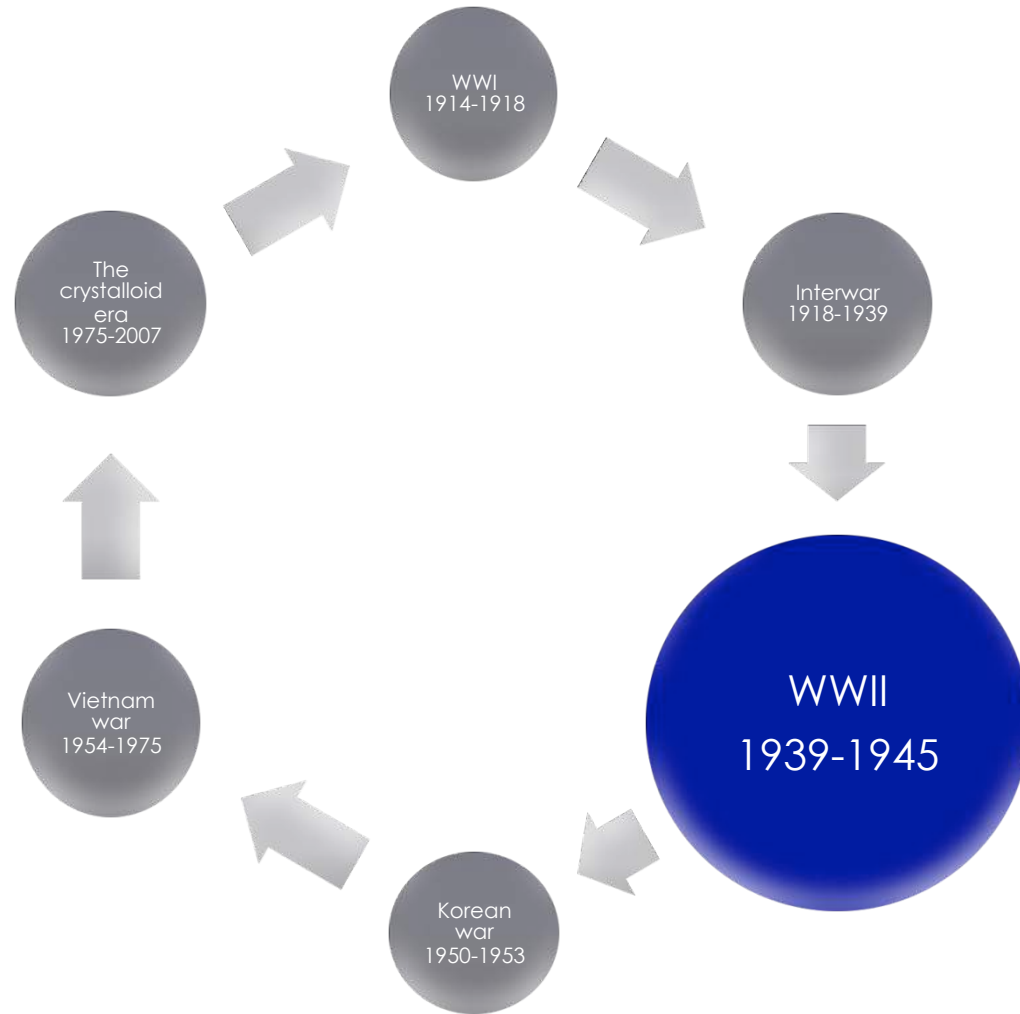 WWI
1914-1918
Interwar
1918-1939
WWII
1939-1945
Korean
war
1950-1953
Vietnam
war
1954-1975
The
crystalloid
era
1975-2007